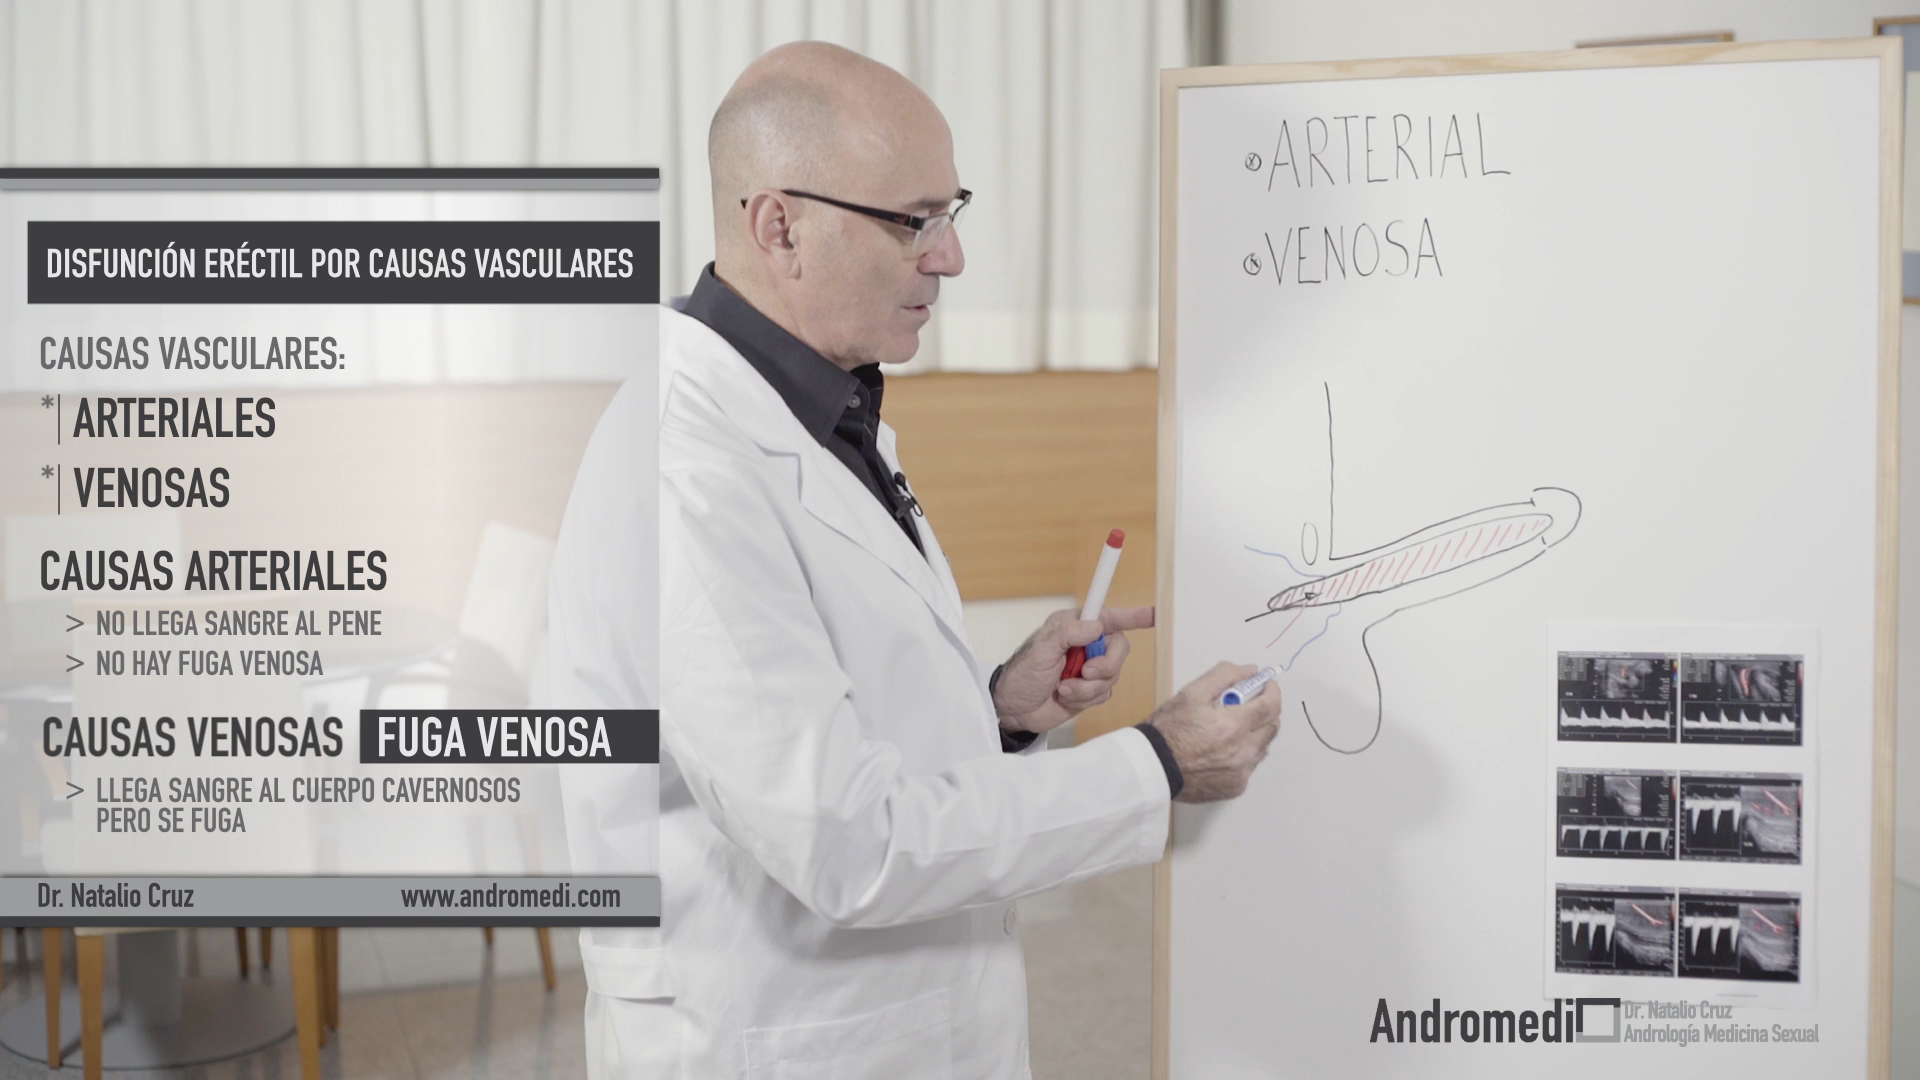 DISFUNCIÓN ERÉCTIL POR CAUSAS VASCULARES
CAUSAS VASCULARES:
* ARTERIALES
* VENOSAS
CAUSAS ARTERIALES
> NO LLEGA SANGRE AL PENE
> NO HAY FUGA VENOSA
CAUSAS VENOSAS FUGA VENOSA
> LLEGA SANGRE AL CUERPO CAVERNOSOS
PERO SE FUGA
Dr. Natalio Cruz www.andromedi.com
ARTERIAL
VENOSA
Andromedi
Dr. Natalio Cruz
Andrología Medicina Sexual